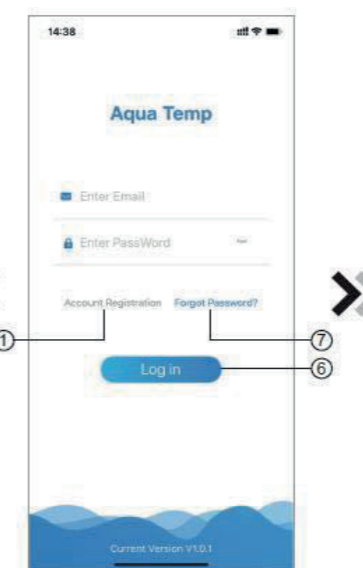 14:38
Aqua Temp
Enter Email
Enter PassWord
Account Registration Forgot Password?
① ⑦
Log in ⑥
Current Version V1.0.1